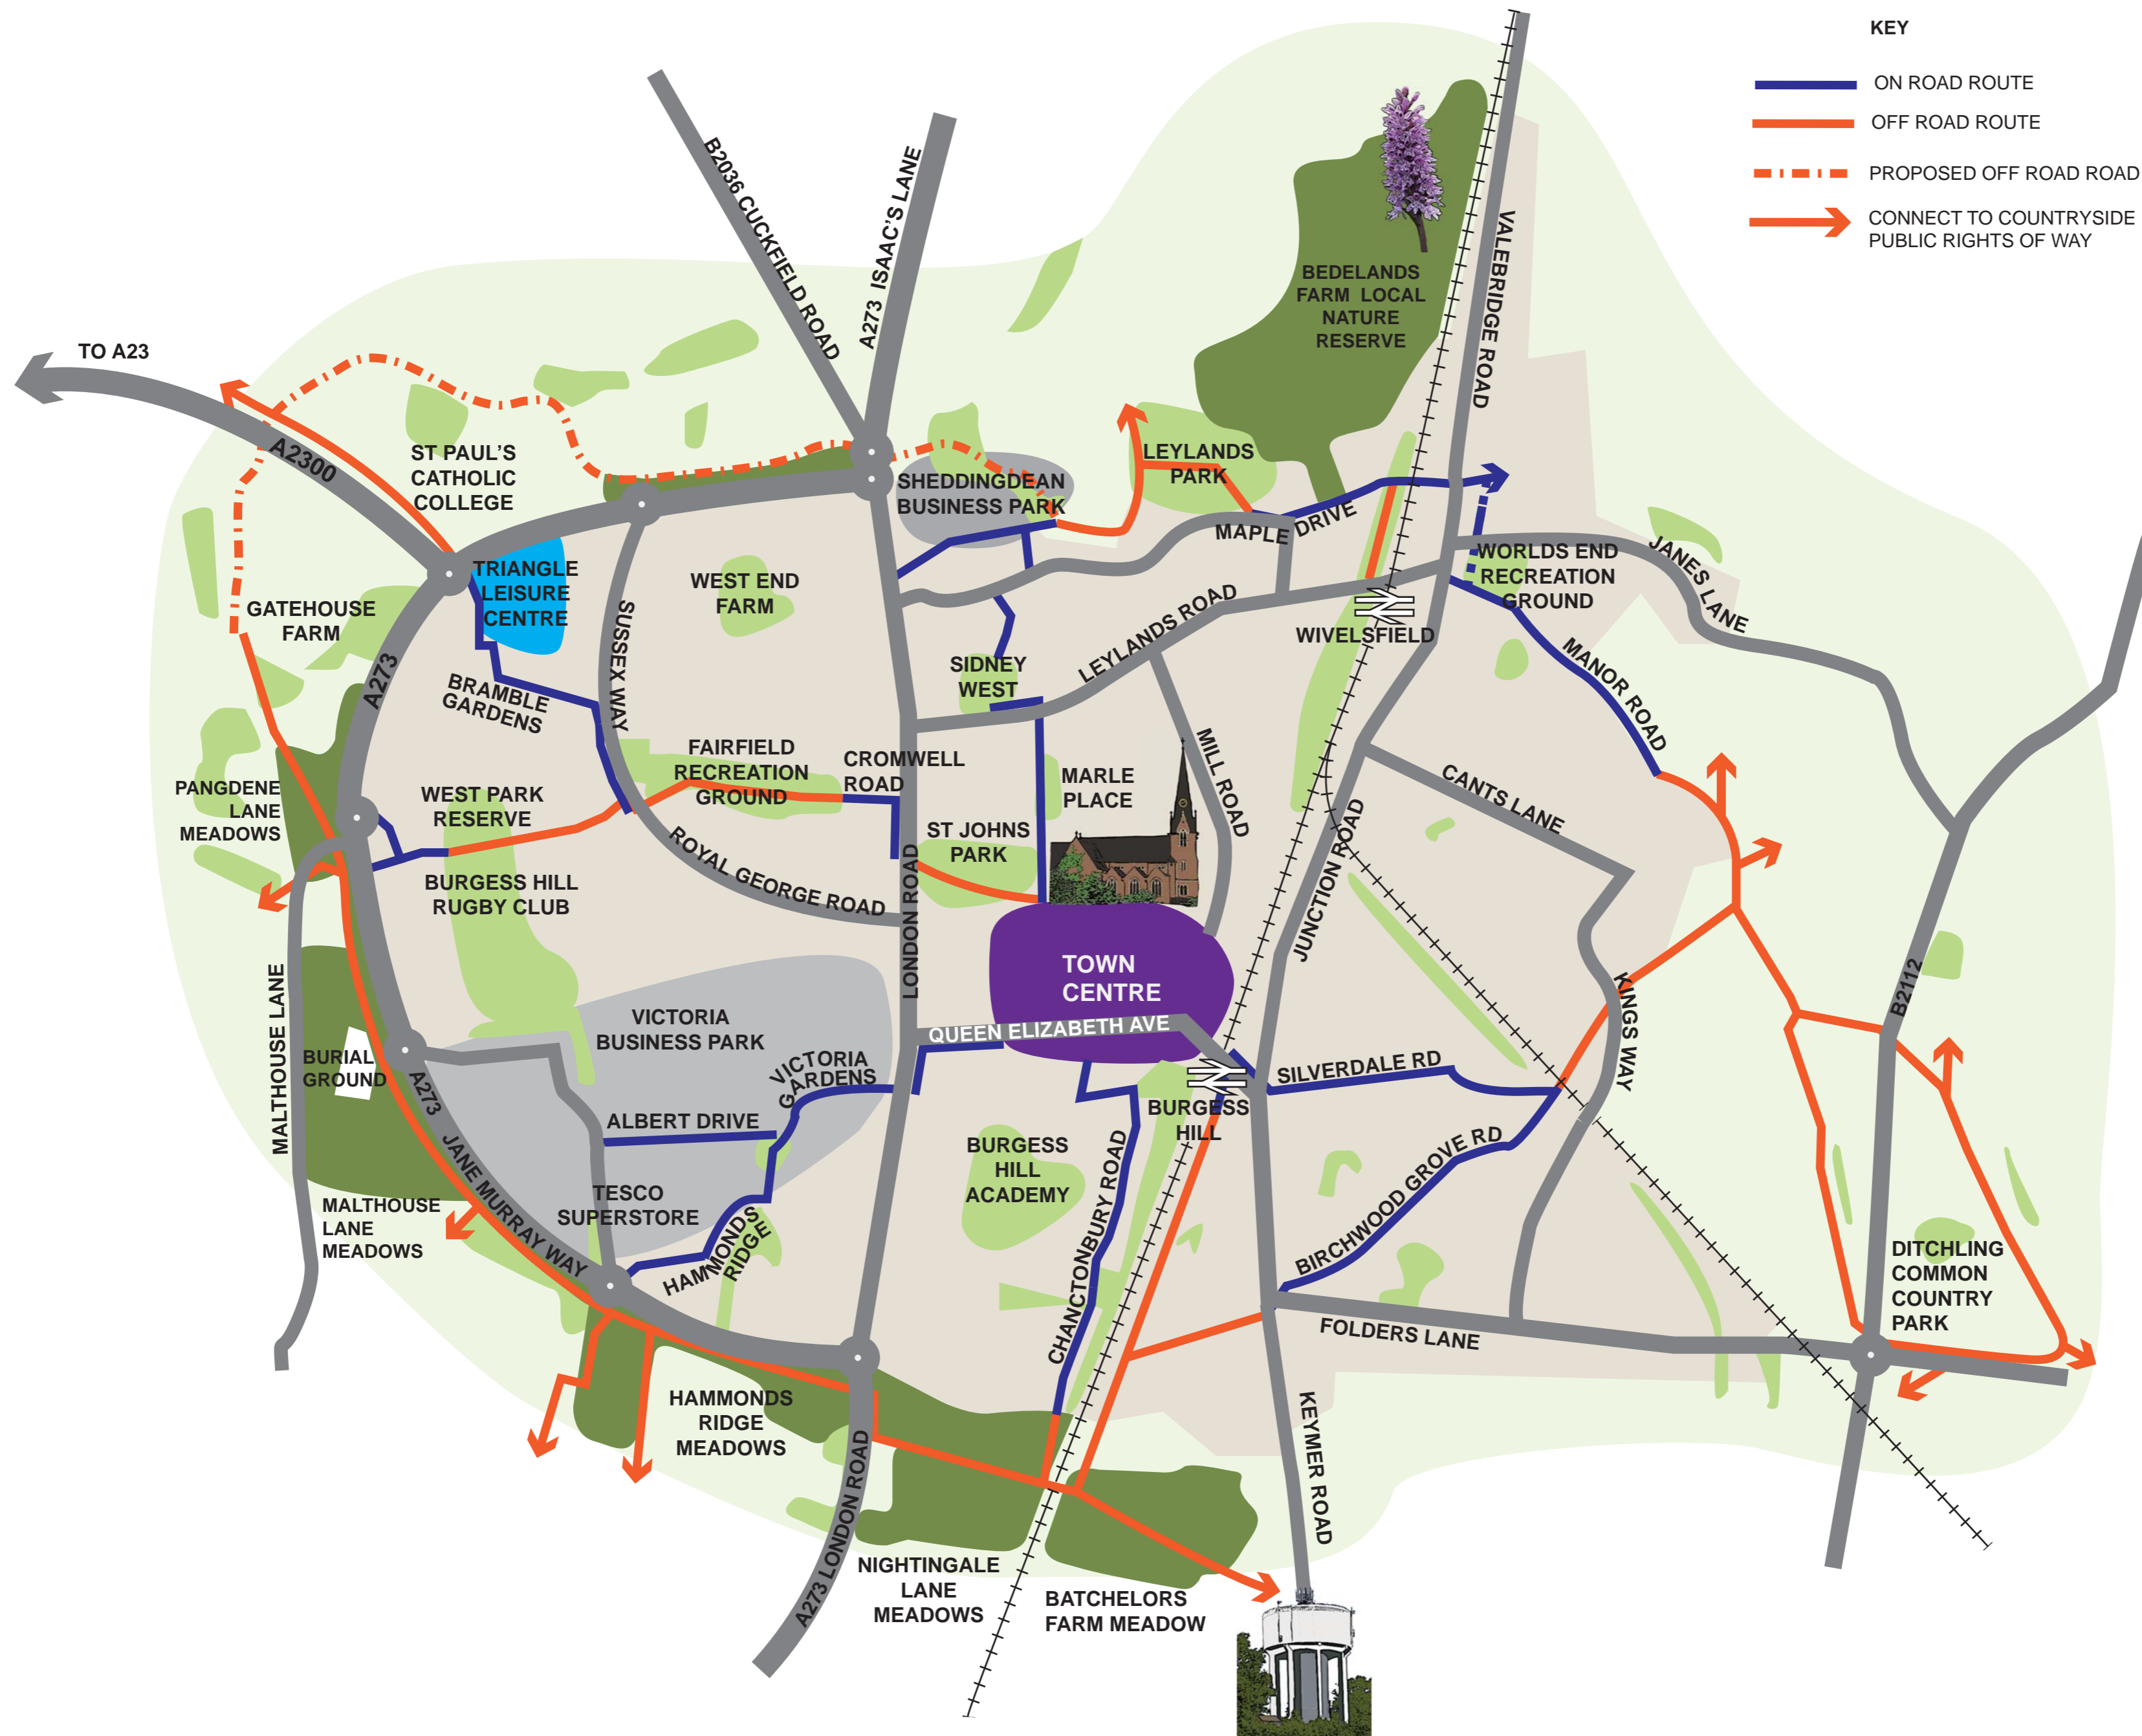 KEY
ON ROAD ROUTE
OFF ROAD ROUTE
PROPOSED OFF ROAD ROAD
CONNECT TO COUNTRYSIDE
PUBLIC RIGHTS OF WAY
B2036 CUCKFIELD ROAD
A273 ISAAC'S LANE
VALEBRIDGE ROAD
BEDELANDS
FARM LOCAL
NATURE
RESERVE
TO A23
A2300
ST PAUL'S
CATHOLIC
COLLEGE
LEYLANDS
PARK
SHEDDINGDEAN
BUSINESS PARK
MAPLE DRIVE
WORLDS END
RECREATION
GROUND
JANES LANE
TRIANGLE
LEISURE
CENTRE
WEST END
FARM
GATEHOUSE
FARM
SUSSEX WAY
LEYLANDS ROAD
WIVELSFIELD
MANOR ROAD
A273
BRAMBLE
GARDENS
SIDNEY
WEST
MILL ROAD
FAIRFIELD
RECREATION
GROUND
CROMWELL
ROAD
MARLE
PLACE
CANTS LANE
PANGDENE
LANE
MEADOWS
WEST PARK
RESERVE
ST JOHNS
PARK
JUNCTION ROAD
ROYAL GEORGE ROAD
BURGESS HILL
RUGBY CLUB
LONDON ROAD
TOWN
CENTRE
B2112
KINGS WAY
MALTHOUSE LANE
VICTORIA
BUSINESS PARK
QUEEN ELIZABETH AVE
BURIAL
GROUND
VICTORIA
GARDENS
SILVERDALE RD
A273
ALBERT DRIVE
BURGESS
HILL
BURGESS
HILL
ACADEMY
BIRCHWOOD GROVE RD
JANE MURRAY WAY
TESCO
SUPERSTORE
MALTHOUSE
LANE
MEADOWS
HAMMONDS
RIDGE
CHANCTONBURY ROAD
DITCHLING
COMMON
COUNTRY
PARK
FOLDERS LANE
HAMMONDS
RIDGE
MEADOWS
KEYMER ROAD
A273 LONDON ROAD
NIGHTINGALE
LANE
MEADOWS
BATCHELORS
FARM MEADOW